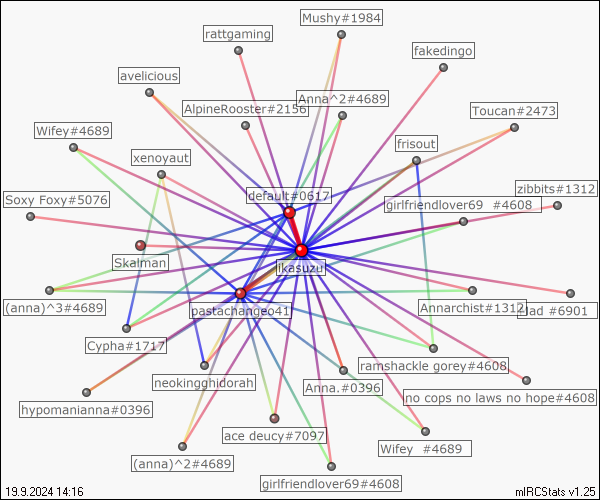 Mushy#1984
rattgaming
fakedingo
avelicious
Anna^2#4689
AlpineRooster#2156
Toucan#2473
Wifey#4689
frisout
xenoyaut
zibbits#1312
default#0617
Soxy Foxy#5076
girlfriendlover69 #4608
Skalman
ikasuzu
(anna)^3#4689
Annarchist#1312
#6901
pastachangeo41
Cypha#1717
ramshackle gorey#4608
neokingghidorah
Anna.#0396
no cops no laws no hope#4608
hypomanianna#0396
ace deucy#7097
Wifey #4689
(anna)^2#4689
girlfriendlover69#4608
19.9.2024 14:16
mIRCStats v1.25